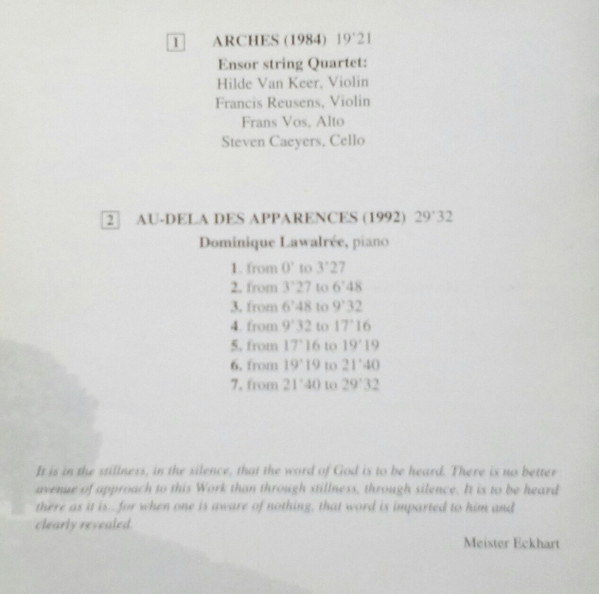 1 ARCHES (1984) 19'21
Ensor string Quartet:
Hilde Van Keer, Violin
Francis Reusens, Violin
Frans Vos, Alto
Steven Caeyers, Cello
2 AU-DELA DES APPARENCES (1992) 29'32
Dominique Lawalrée, piano
1. from 0' to 3'27
2. from 3'27 to 6'48
3. from 6'48 to 9'32
4. from 9'32 to 17'16
5. from 17'16 to 19'19
6. from 19'19 to 21'40
7. from 21'40 to 29'32
It is in the stillness, in the silence, that the word of God is to be heard. There is no better
avenue of approach to this Work than through stillness, through silence. It is to be heard
there as it is...for when one is aware of nothing, that word is imparted to him and
clearly revealed.
Meister Eckhart